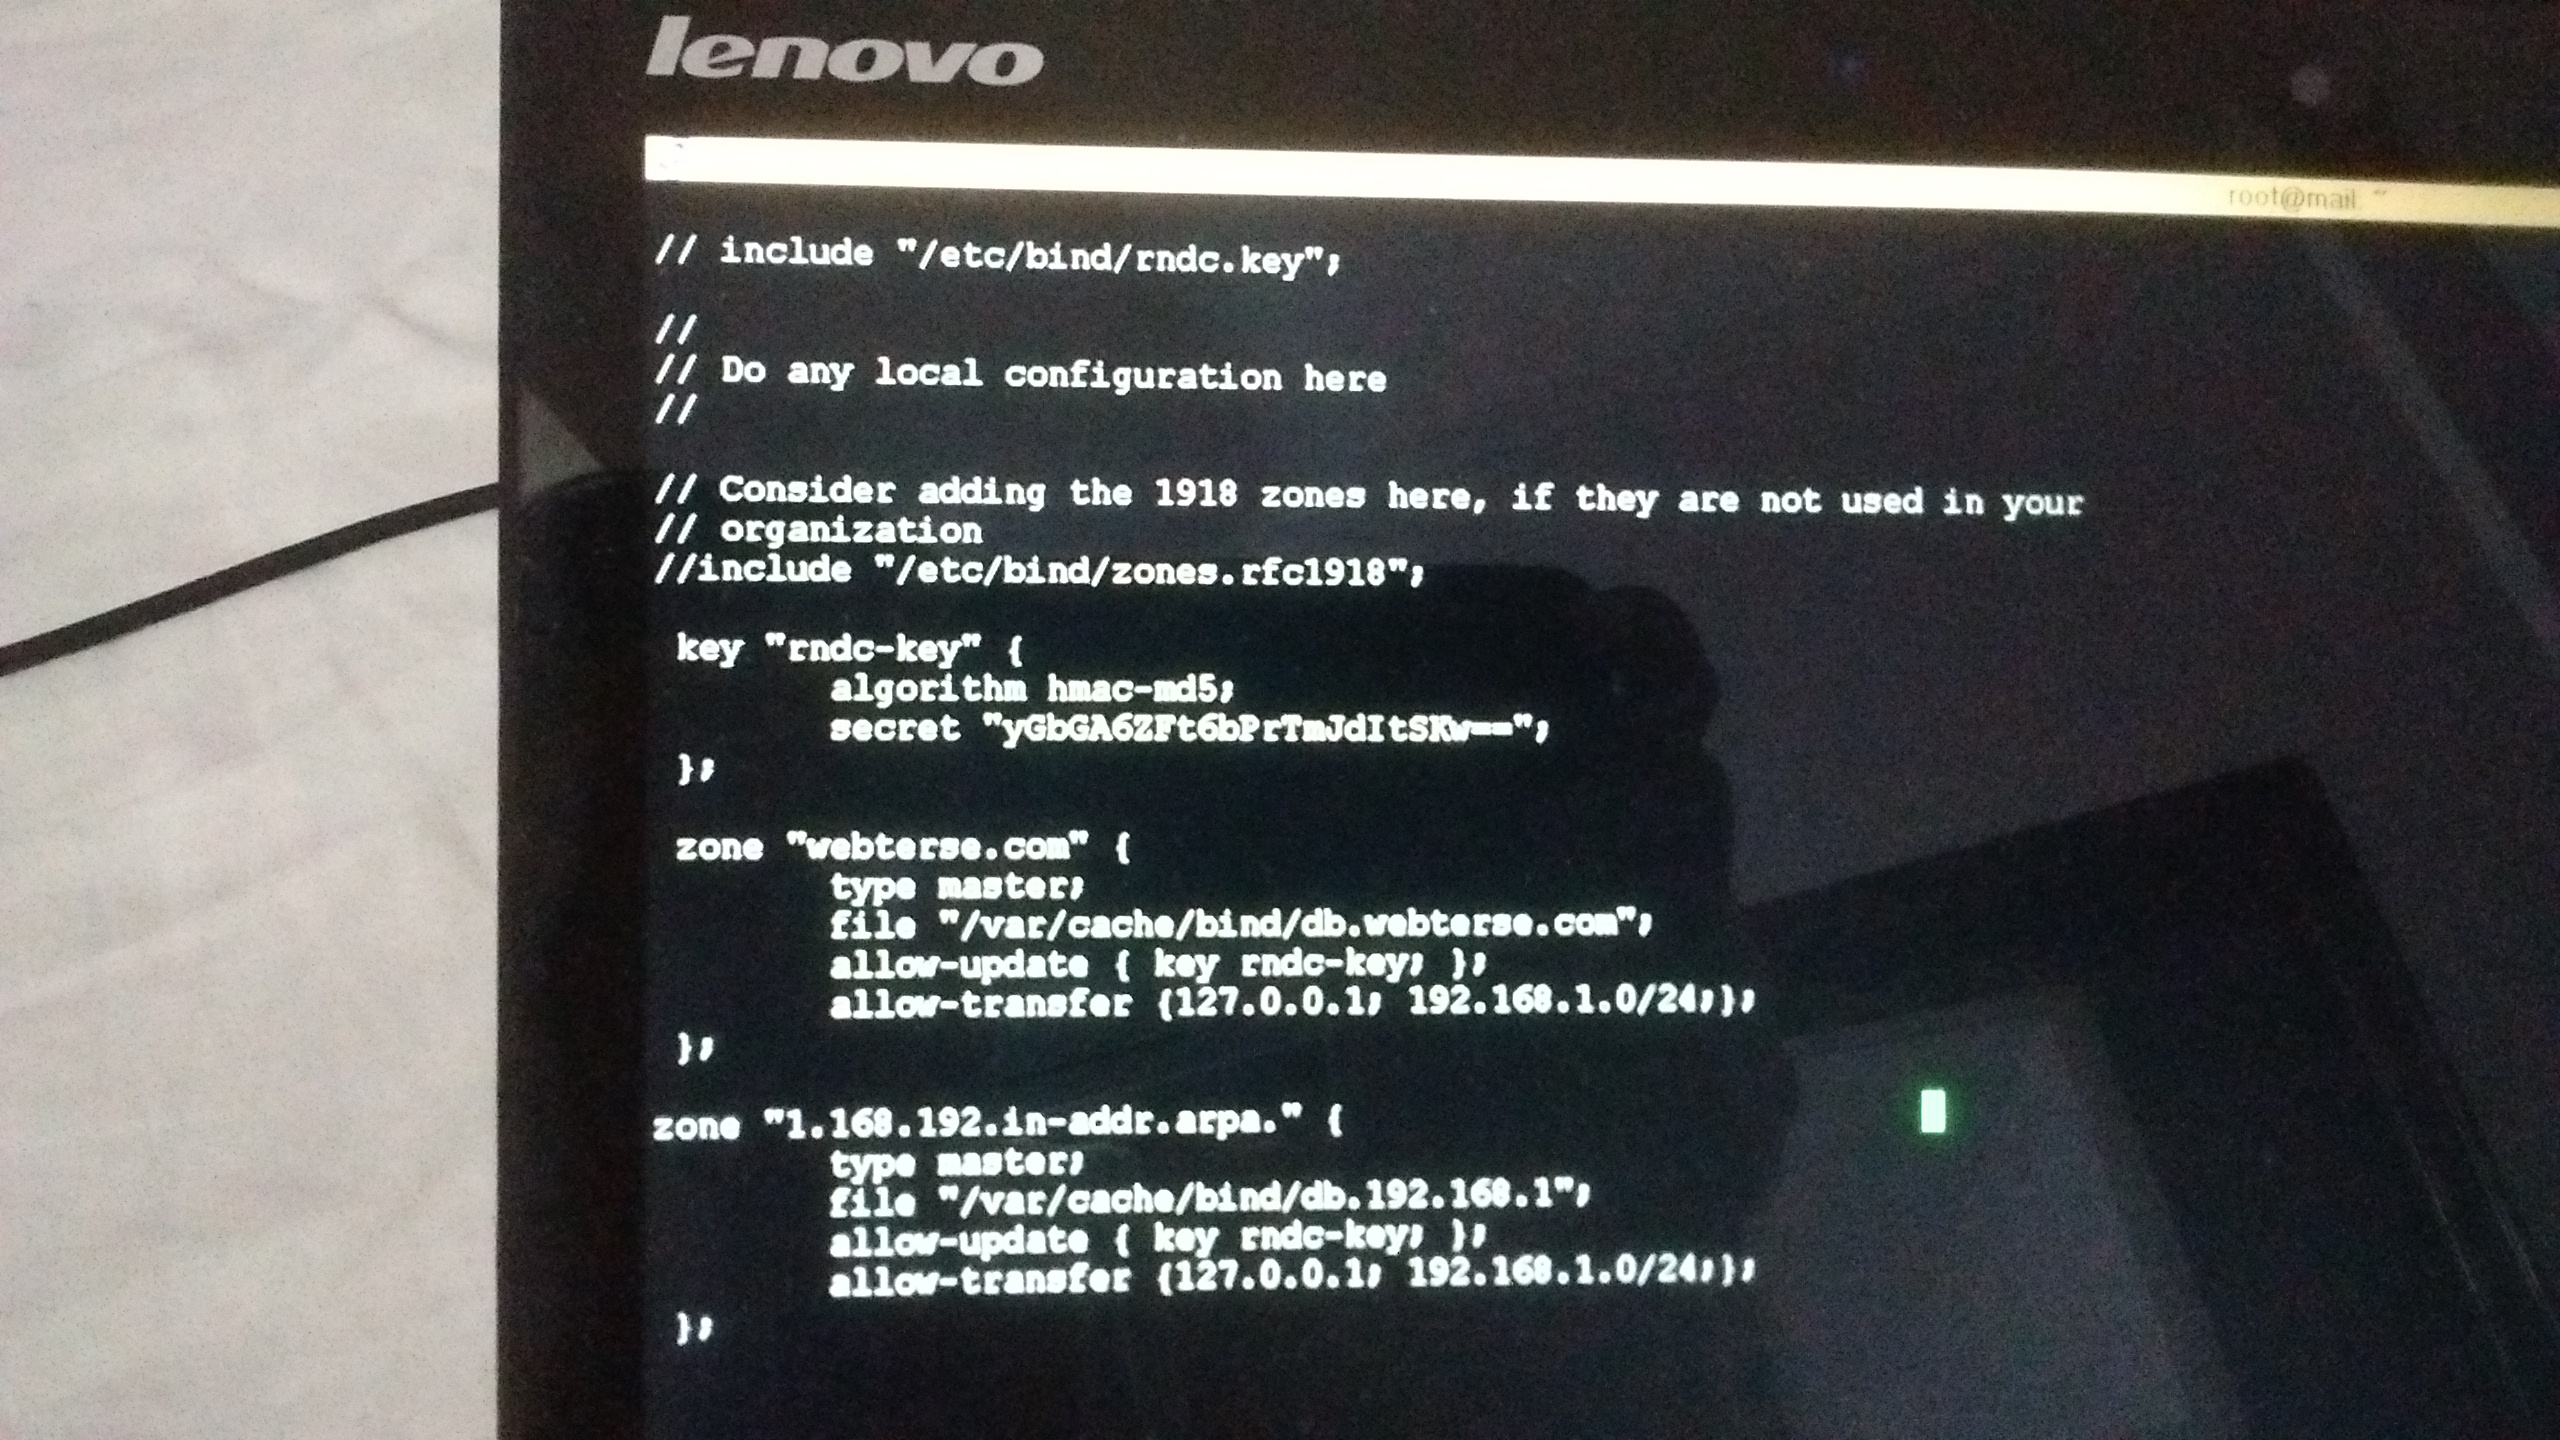 lenovo
root@mail: ~
// include "/etc/bind/rndc.key";
//
// Do any local configuration here
//
// Consider adding the 1918 zones here, if they are not used in your
// organization
//include "/etc/bind/zones.rfc1918";
key "rndc-key" {
algorithm hmac-md5;
secret "yGbGA6ZFt6bPrTmJdItSKw==";
};
zone "webterse.com" {
type master;
file "/var/cache/bind/db.webterse.com";
allow-update { key rndc-key; };
allow-transfer {127.0.0.1; 192.168.1.0/24;};
};
zone "1.168.192.in-addr.arpa." {
type master;
file "/var/cache/bind/db.192.168.1";
allow-update { key rndc-key; };
allow-transfer {127.0.0.1; 192.168.1.0/24;};
};